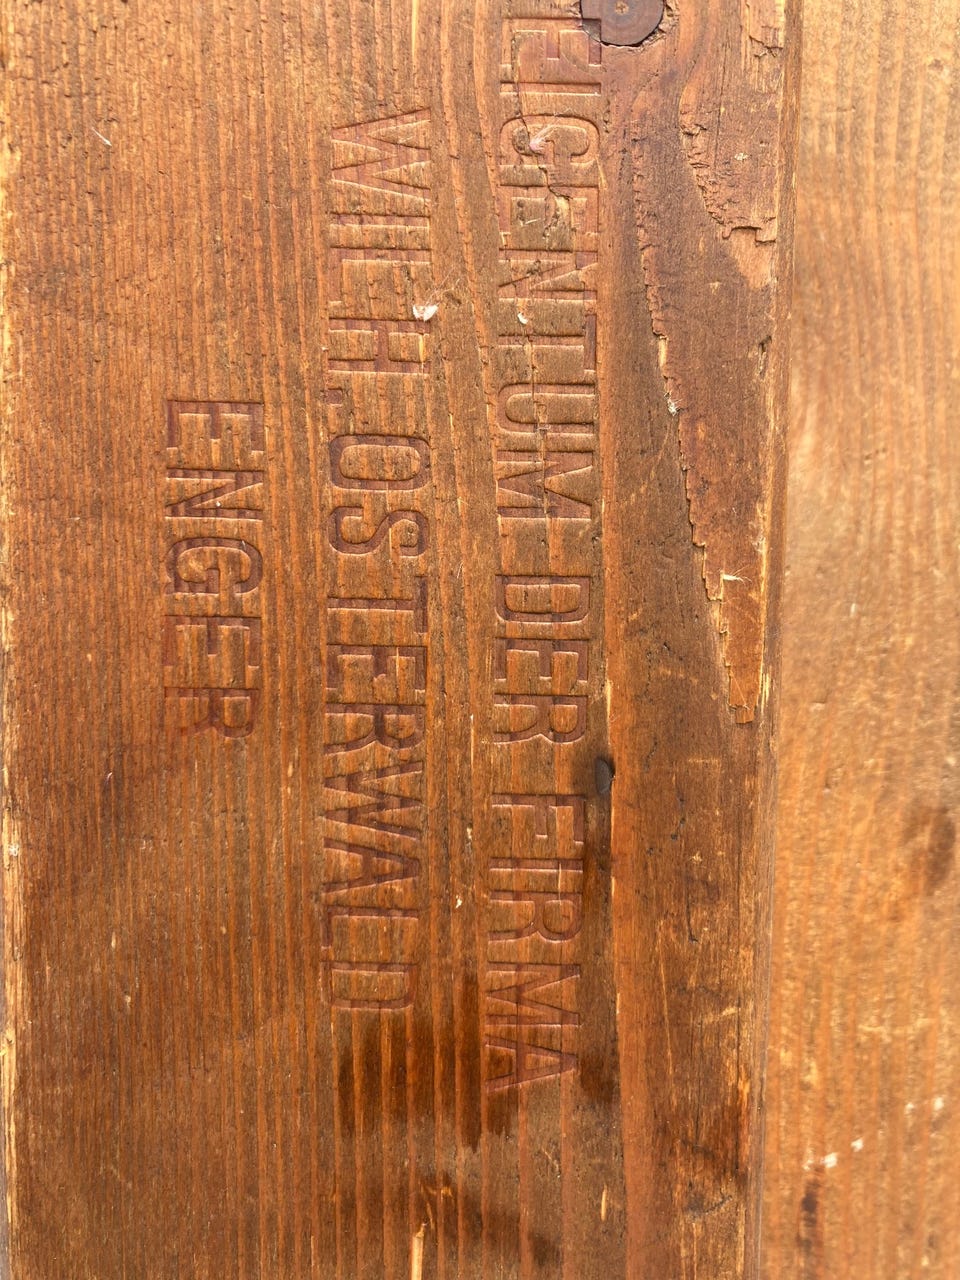 EIGENTUM DER FIRMA
WILH. OSTERWALD
ENGER